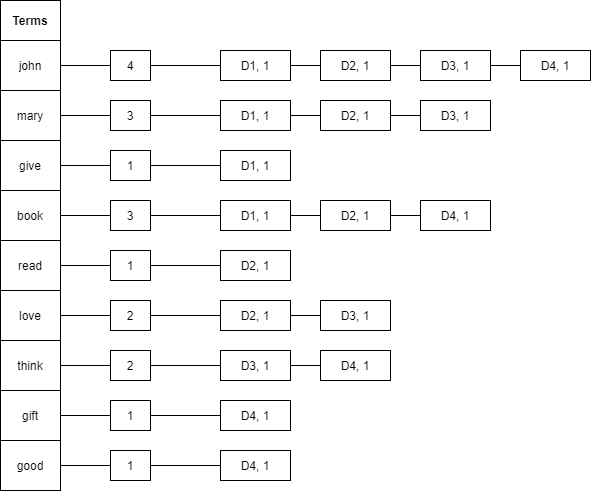 Terms
john 4 D1, 1 D2, 1 D3, 1 D4, 1
mary 3 D1, 1 D2, 1 D3, 1
give 1 D1, 1
book 3 D1, 1 D2, 1 D4, 1
read 1 D2, 1
love 2 D2, 1 D3, 1
think 2 D3, 1 D4, 1
gift 1 D4, 1
good 1 D4, 1